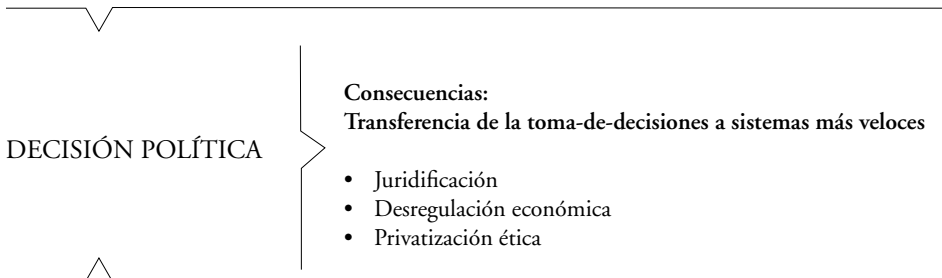 DECISIÓN POLÍTICA
Consecuencias:
Transferencia de la toma-de-decisiones a sistemas más veloces
• Juridificación
• Desregulación económica
• Privatización ética